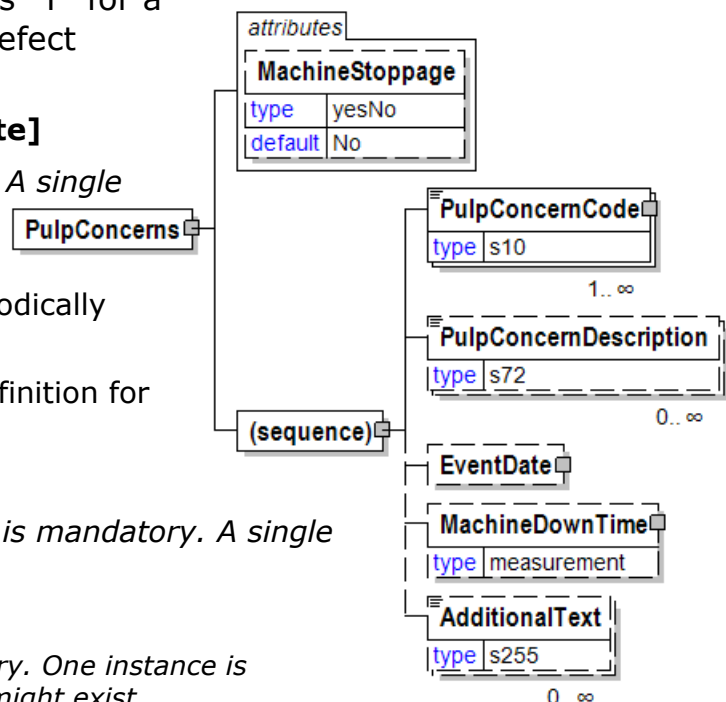 s "Y" for a
efect
te]
A single
odically
finition for
is mandatory. A single
ry. One instance is
might exist
attributes
MachineStoppage
type yesNo
default No
PulpConcerns
(sequence)
PulpConcernCode
type s10
1.. ∞
PulpConcernDescription
type s72
0.. ∞
EventDate
MachineDownTime
type measurement
AdditionalText
type s255
0.. ∞